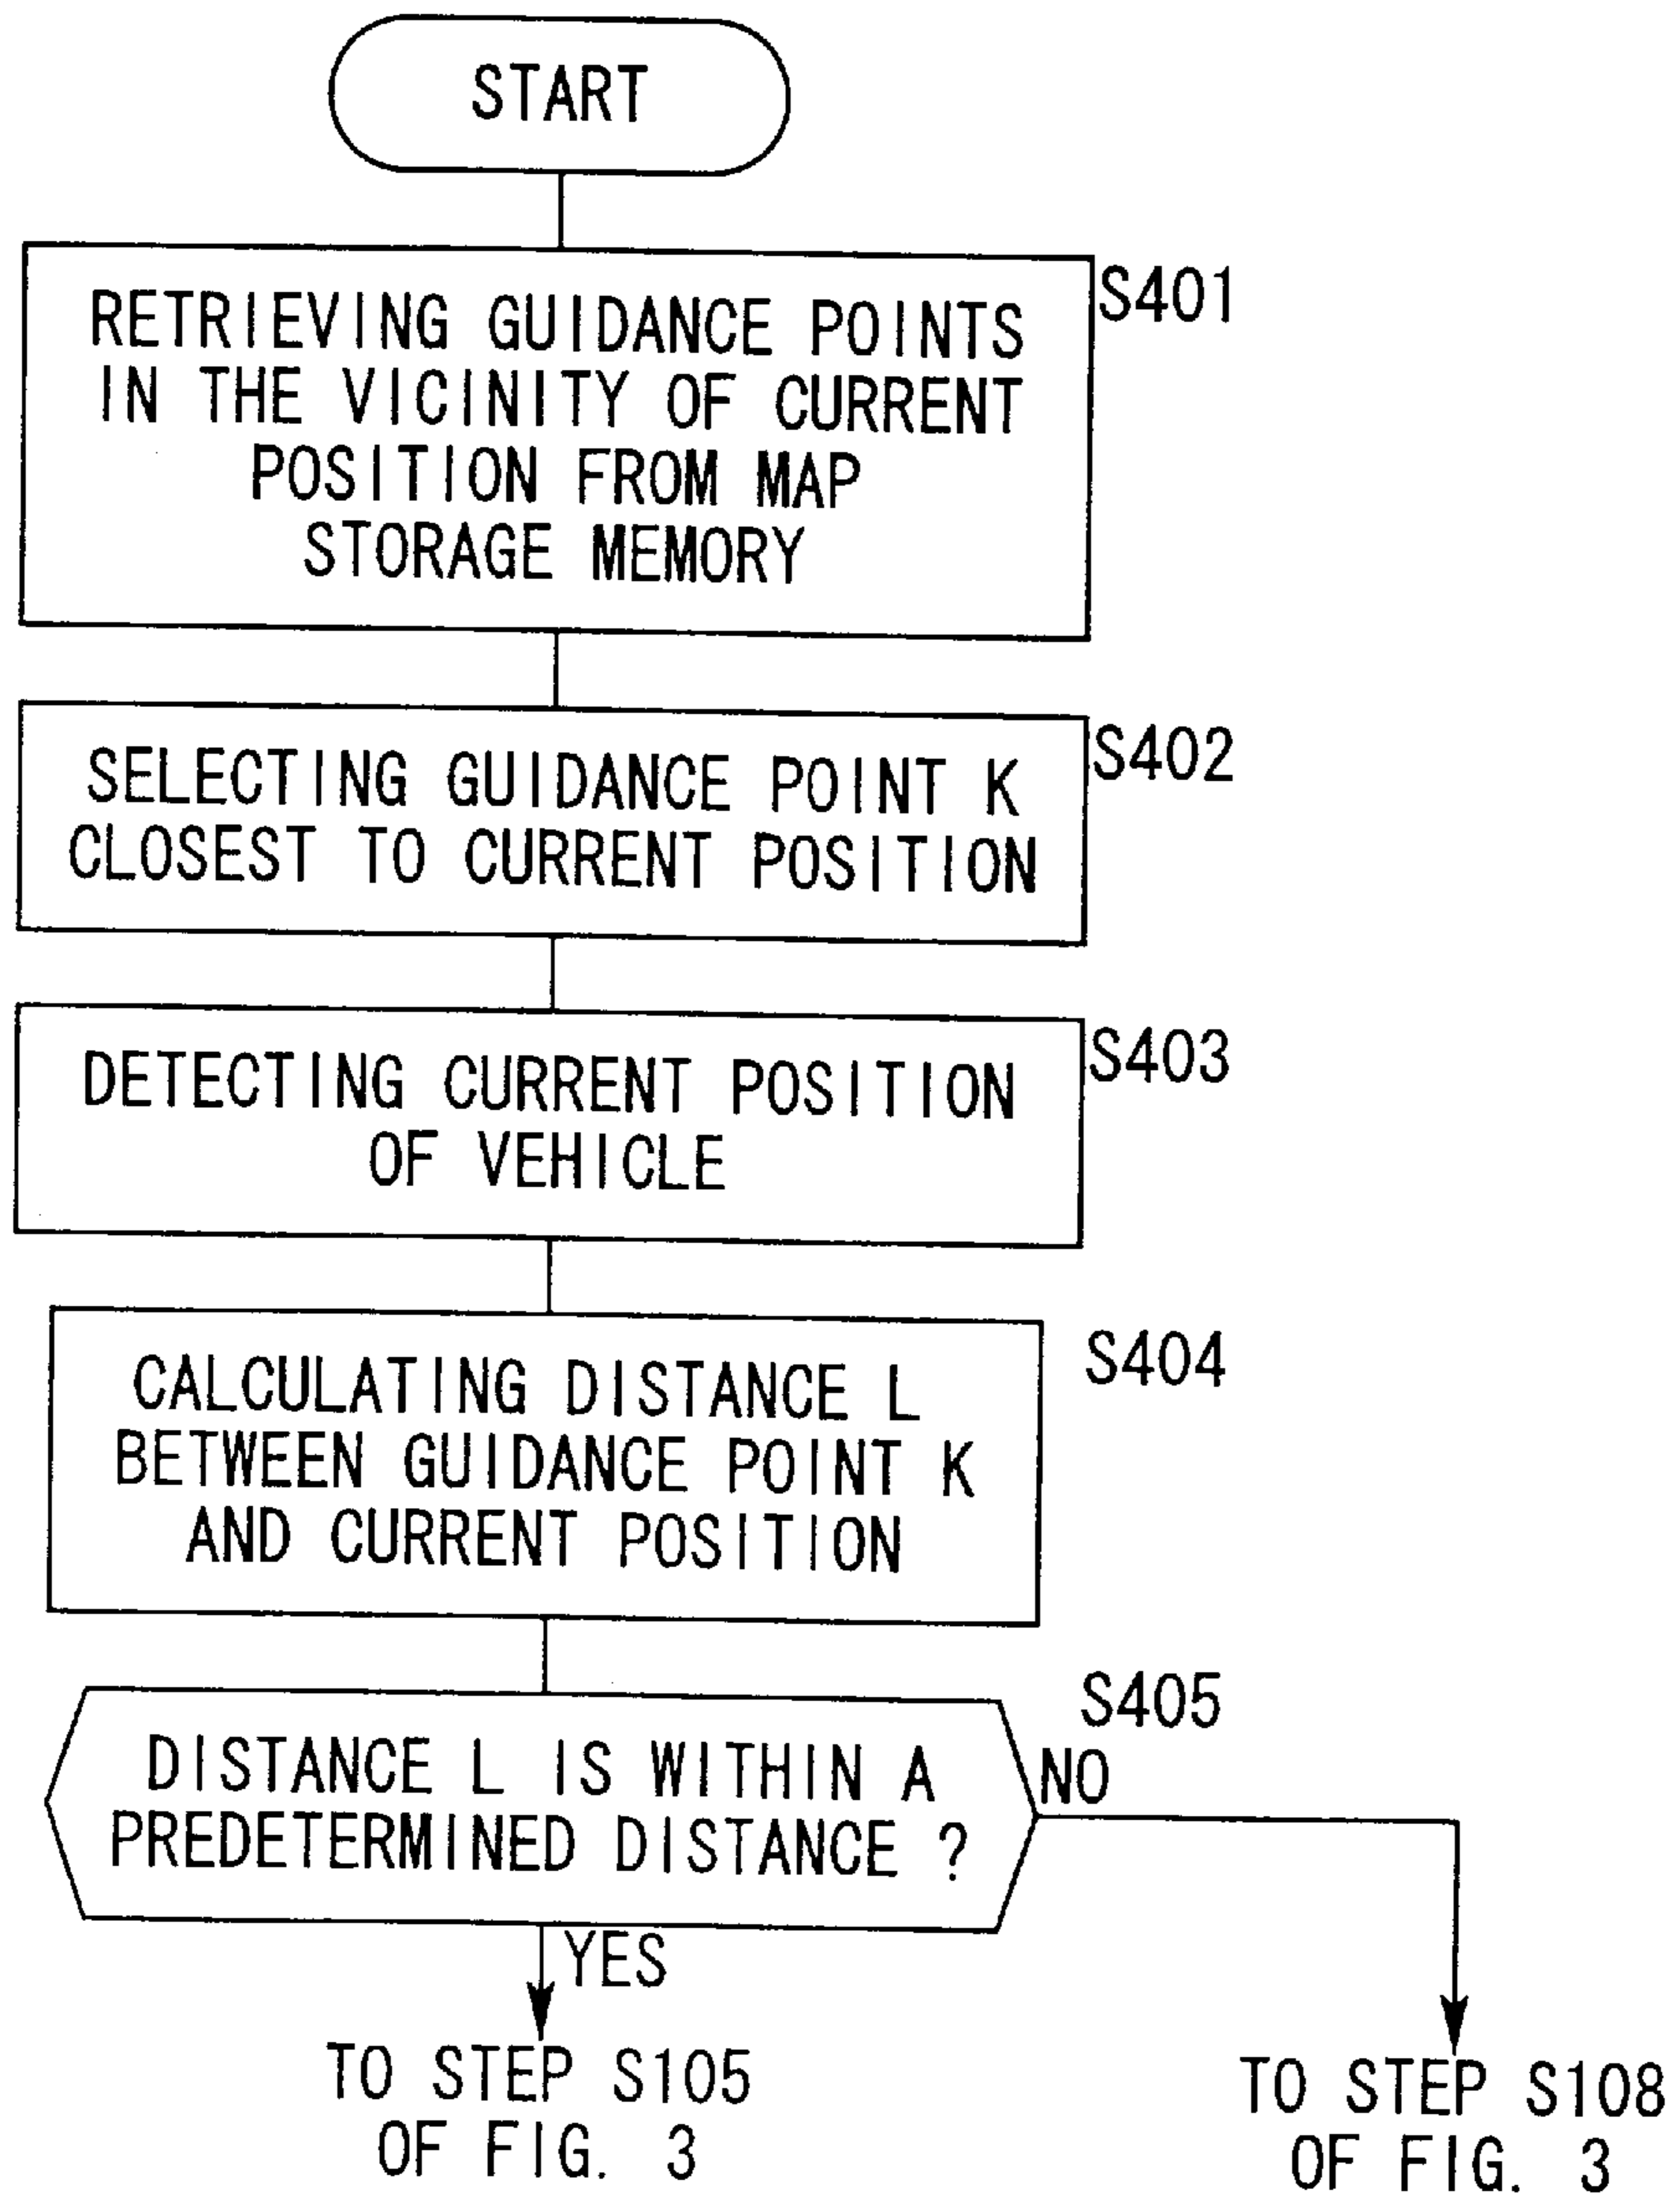 START
S401
RETRIEVING GUIDANCE POINTS
IN THE VICINITY OF CURRENT
POSITION FROM MAP
STORAGE MEMORY
S402
SELECTING GUIDANCE POINT K
CLOSEST TO CURRENT POSITION
S403
DETECTING CURRENT POSITION
OF VEHICLE
S404
CALCULATING DISTANCE L
BETWEEN GUIDANCE POINT K
AND CURRENT POSITION
S405
DISTANCE L IS WITHIN A
PREDETERMINED DISTANCE ?
NO
YES
TO STEP S105
OF FIG. 3
TO STEP S108
OF FIG. 3